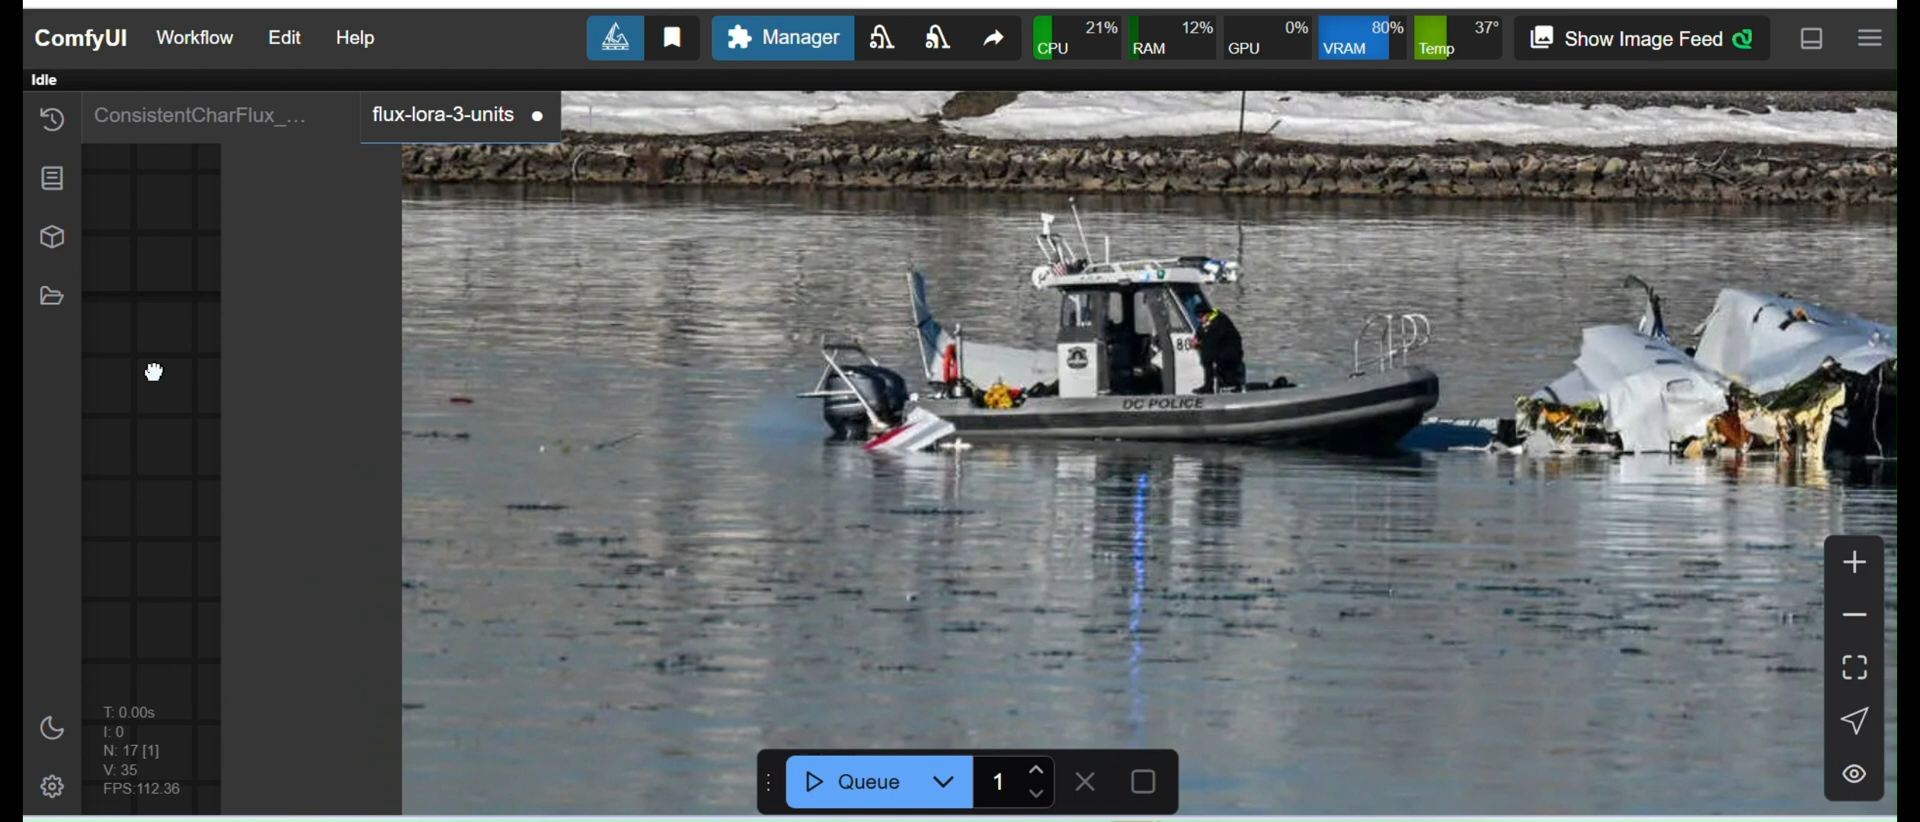 ComfyUI Workflow Edit Help Manager CPU 21% RAM 12% GPU 0% VRAM 80% Temp 37° Show Image Feed
Idle
ConsistentCharFlux_... flux-lora-3-units
80
DC POLICE
T: 0.00s
I: 0
N: 17 [1]
V: 35
FPS:112.36
Queue 1